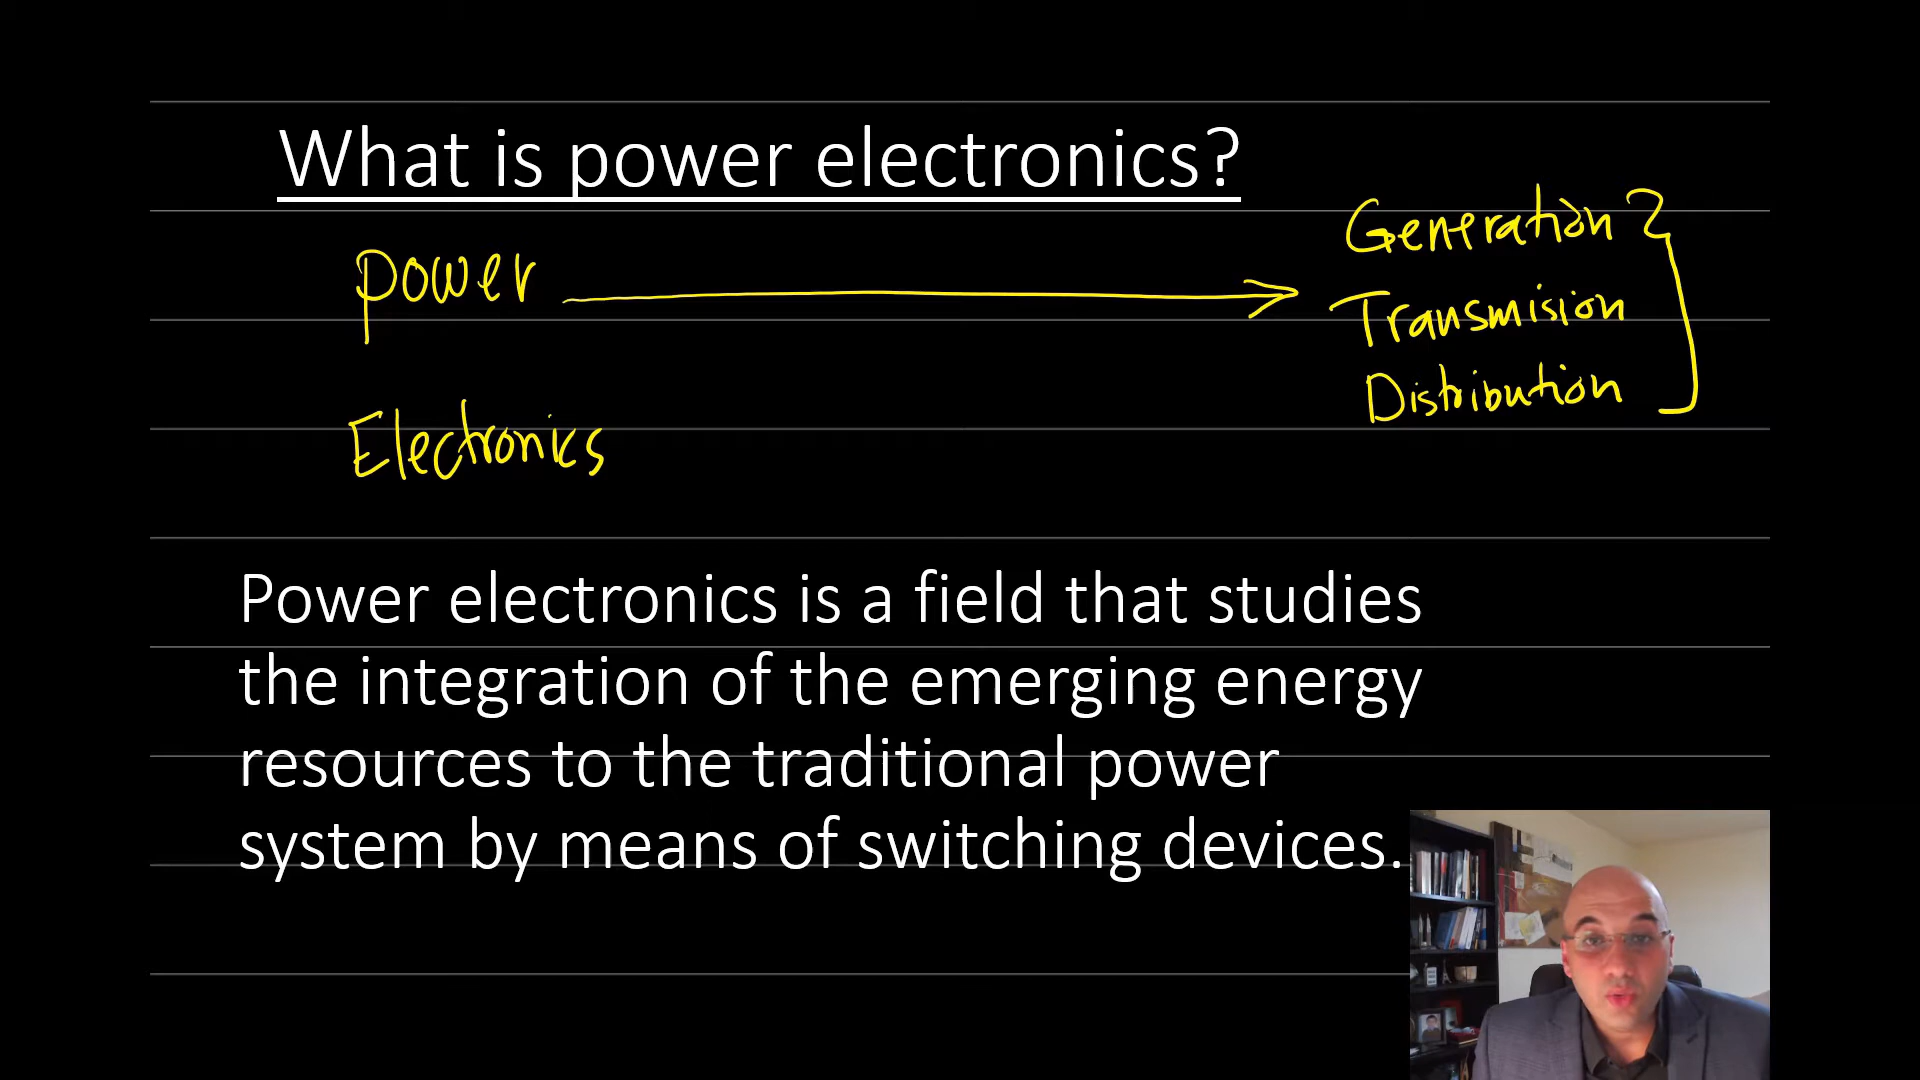 What is power electronics?
power
Generation
Transmision
Distribution
Electronics
Power electronics is a field that studies
the integration of the emerging energy
resources to the traditional power
system by means of switching devices.